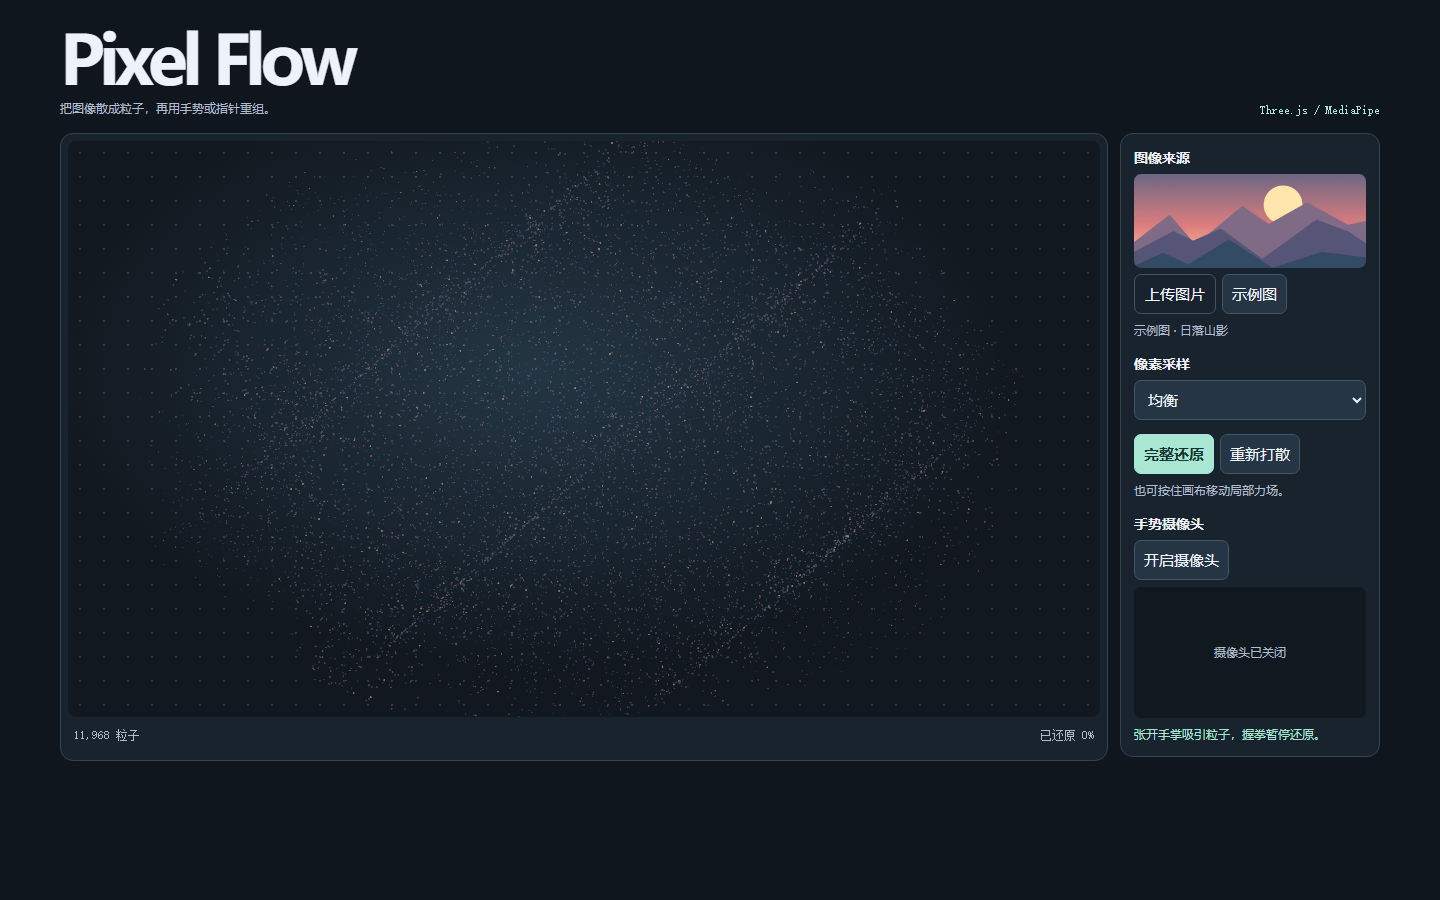 Pixel Flow
把图像散成粒子，再用手势或指针重组。
Three.js / MediaPipe
图像来源
上传图片
示例图
示例图 · 日落山影
像素采样
均衡
完整还原
重新打散
也可按住画布移动局部力场。
手势摄像头
开启摄像头
摄像头已关闭
张开手掌吸引粒子，握拳暂停还原。
11,968 粒子
已还原 0%